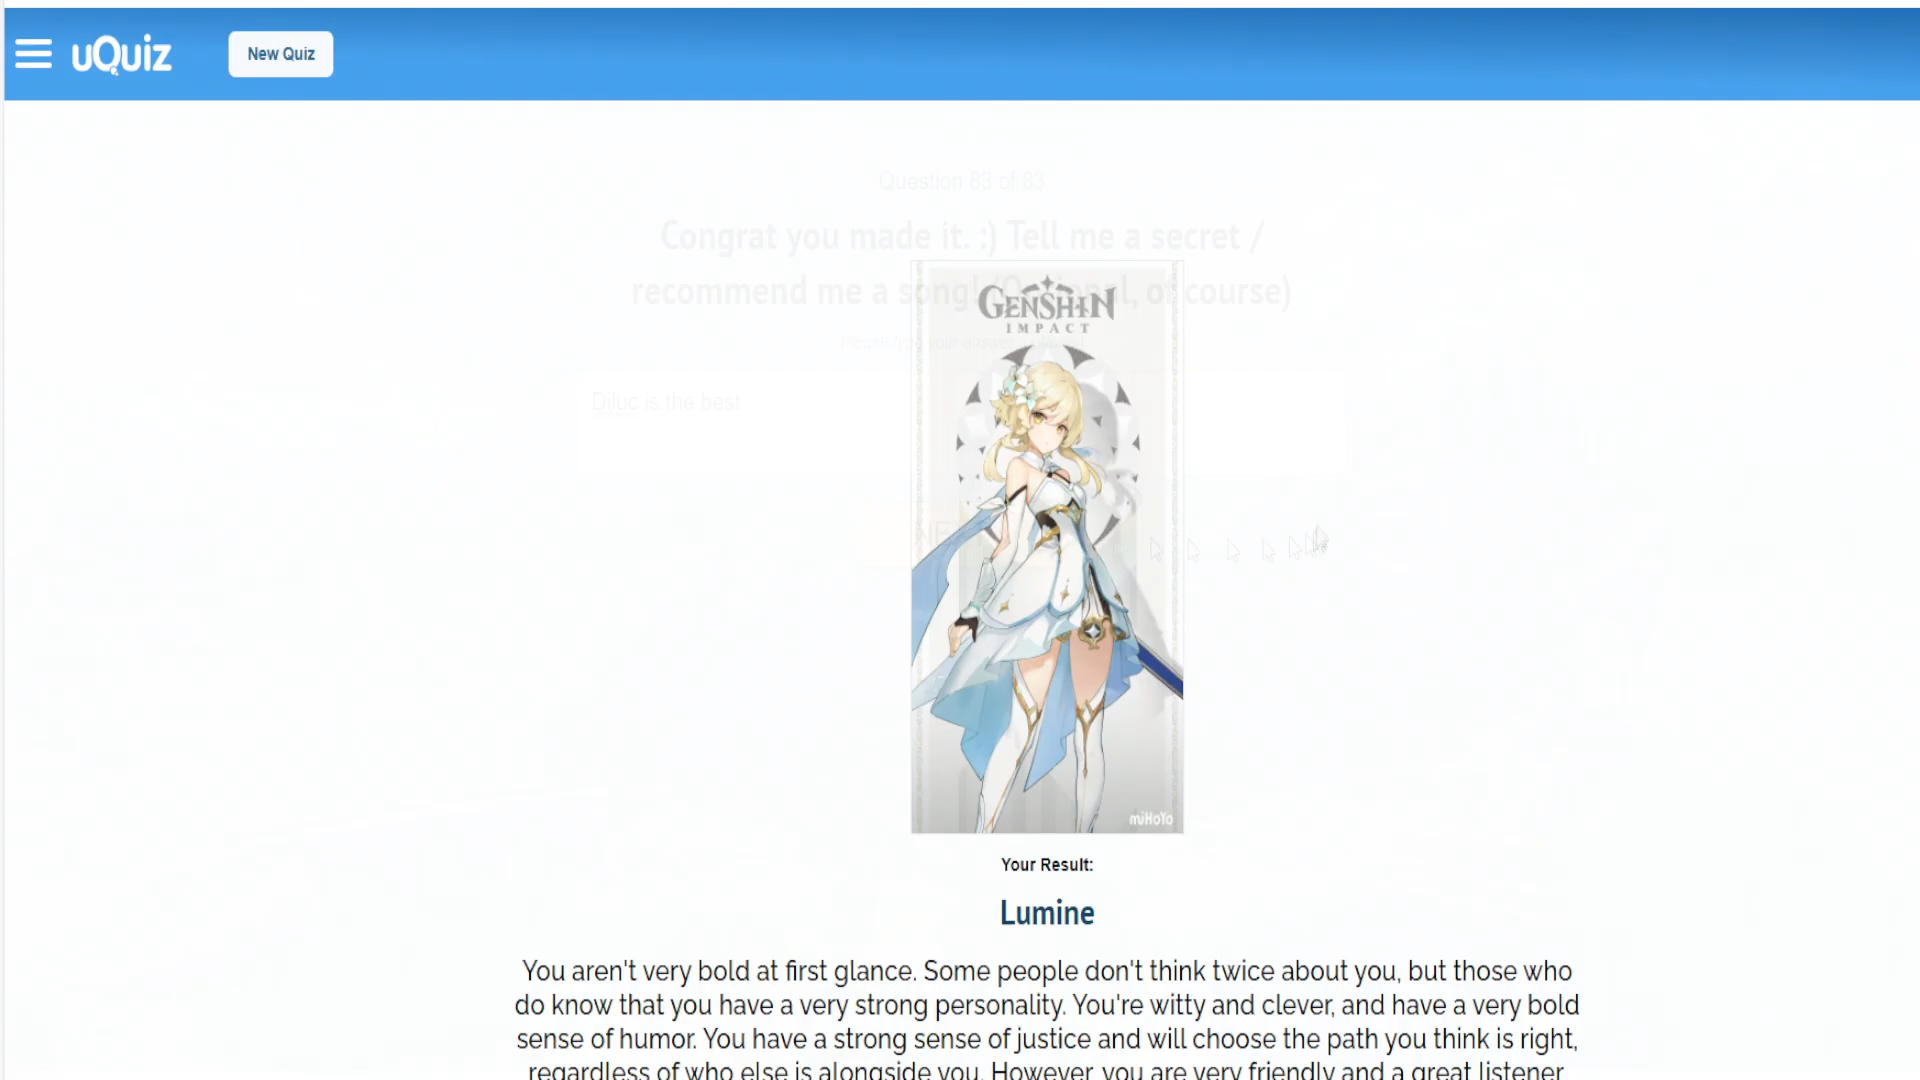 uQuiz
New Quiz
Question 83 of 83
Congrat you made it. :) Tell me a secret /
recommend me a song! (Optional, of course)
Please type your answer
Diluc is the best
NE
GENSHIN
IMPACT
miHoYo
Your Result:
Lumine
You aren't very bold at first glance. Some people don't think twice about you, but those who
do know that you have a very strong personality. You're witty and clever, and have a very bold
sense of humor. You have a strong sense of justice and will choose the path you think is right,
regardless of who else is alongside you. However, you are very friendly and a great listener